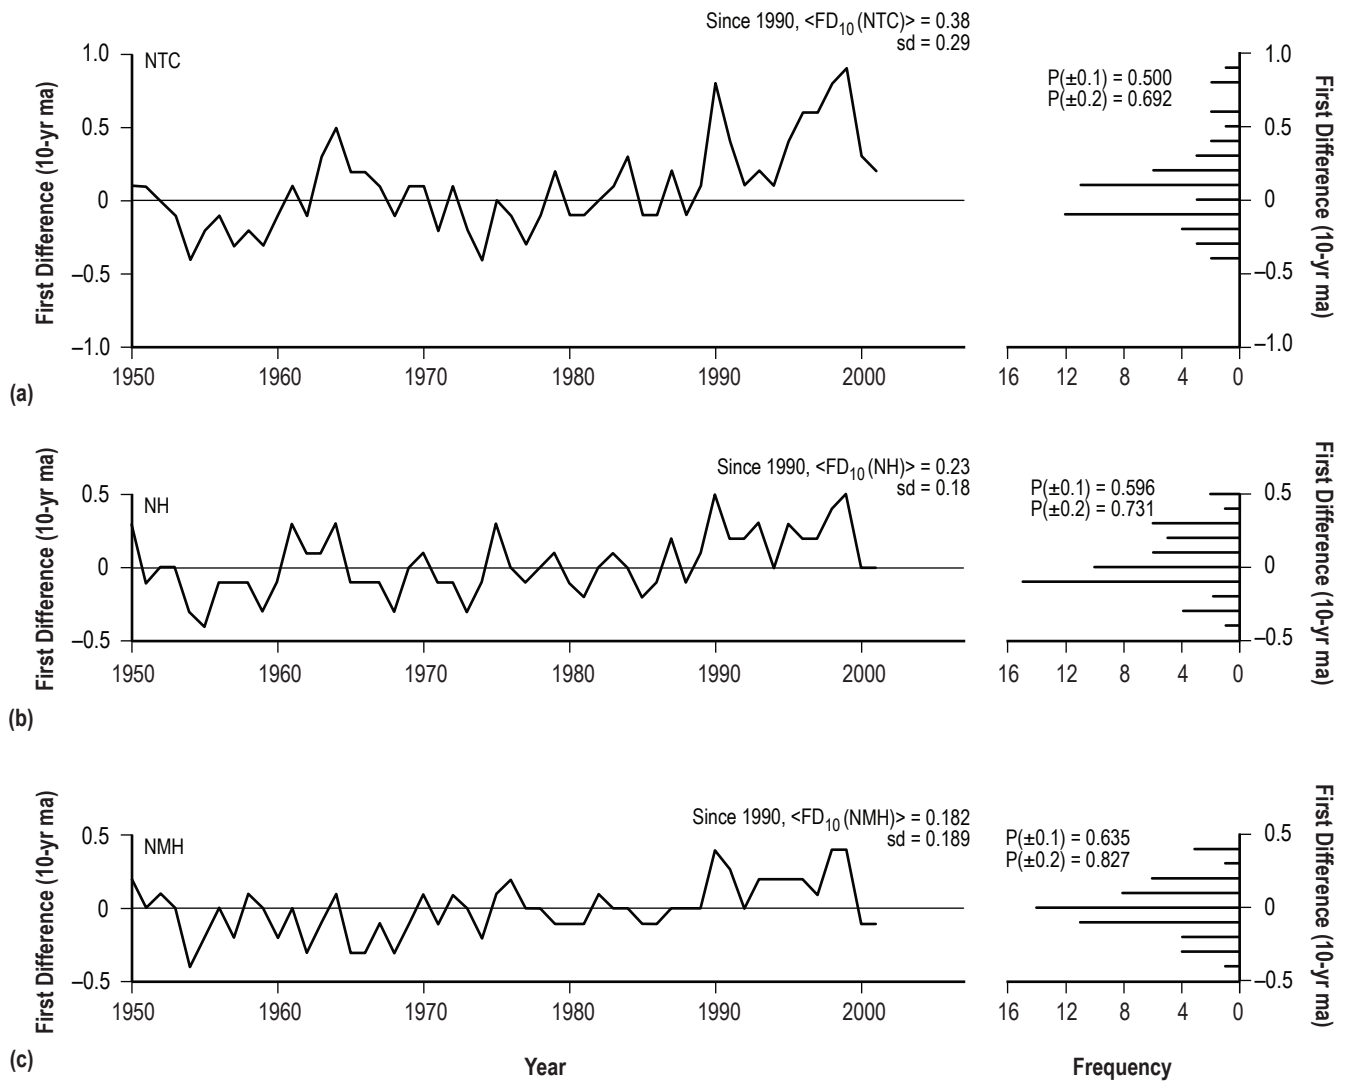 Since 1990, <FD10 (NTC)> = 0.38
sd = 0.29
First Difference (10-yr ma)
1.0
0.5
0
–0.5
–1.0
NTC
1950
1960
1970
1980
1990
2000
P(±0.1) = 0.500
P(±0.2) = 0.692
1.0
0.5
0
–0.5
–1.0
16
12
8
4
0
First Difference (10-yr ma)
(a)
Since 1990, <FD10 (NH)> = 0.23
sd = 0.18
First Difference (10-yr ma)
0.5
0
–0.5
NH
1950
1960
1970
1980
1990
2000
P(±0.1) = 0.596
P(±0.2) = 0.731
0.5
0
–0.5
16
12
8
4
0
First Difference (10-yr ma)
(b)
Since 1990, <FD10 (NMH)> = 0.182
sd = 0.189
First Difference (10-yr ma)
0.5
0
–0.5
NMH
1950
1960
1970
1980
1990
2000
P(±0.1) = 0.635
P(±0.2) = 0.827
0.5
0
–0.5
16
12
8
4
0
First Difference (10-yr ma)
(c)
Year
Frequency